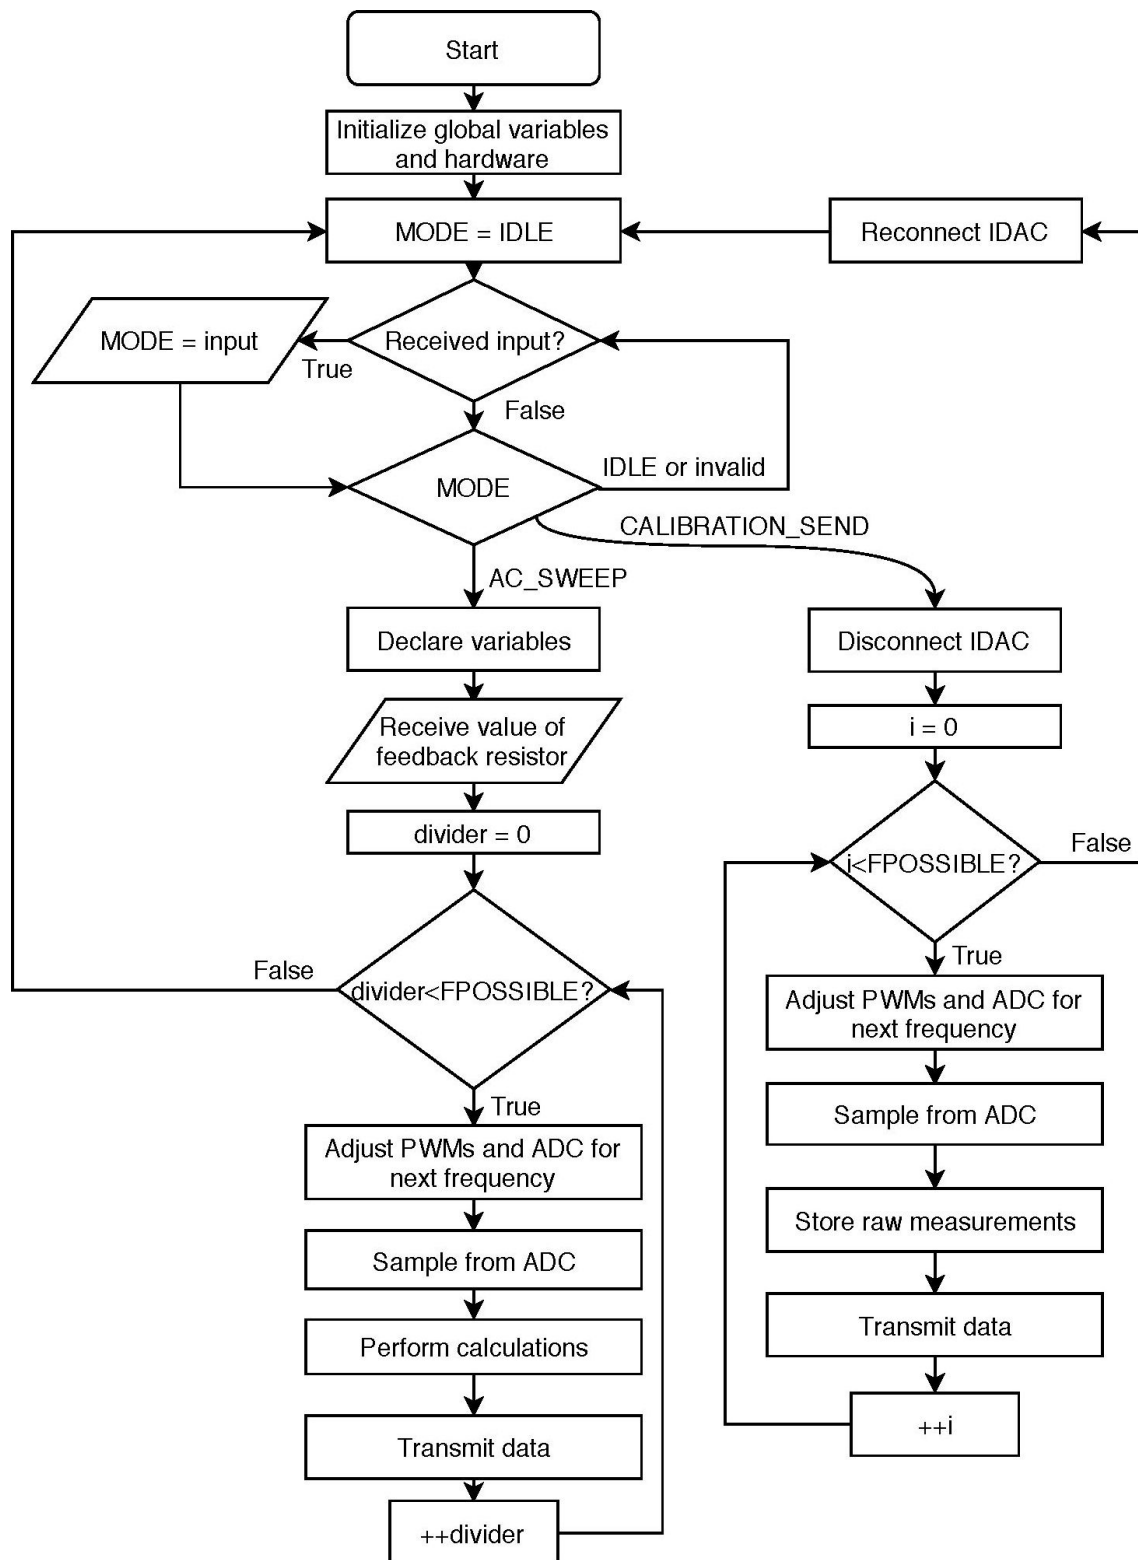 Start
Initialize global variables
and hardware
MODE = IDLE
Reconnect IDAC
MODE = input
Received input?
True
False
MODE
IDLE or invalid
CALIBRATION_SEND
AC_SWEEP
Declare variables
Disconnect IDAC
Receive value of
feedback resistor
i = 0
divider = 0
i<FPOSSIBLE?
False
True
divider<FPOSSIBLE?
False
True
Adjust PWMs and ADC for
next frequency
Sample from ADC
Store raw measurements
Transmit data
++i
Adjust PWMs and ADC for
next frequency
Sample from ADC
Perform calculations
Transmit data
++divider